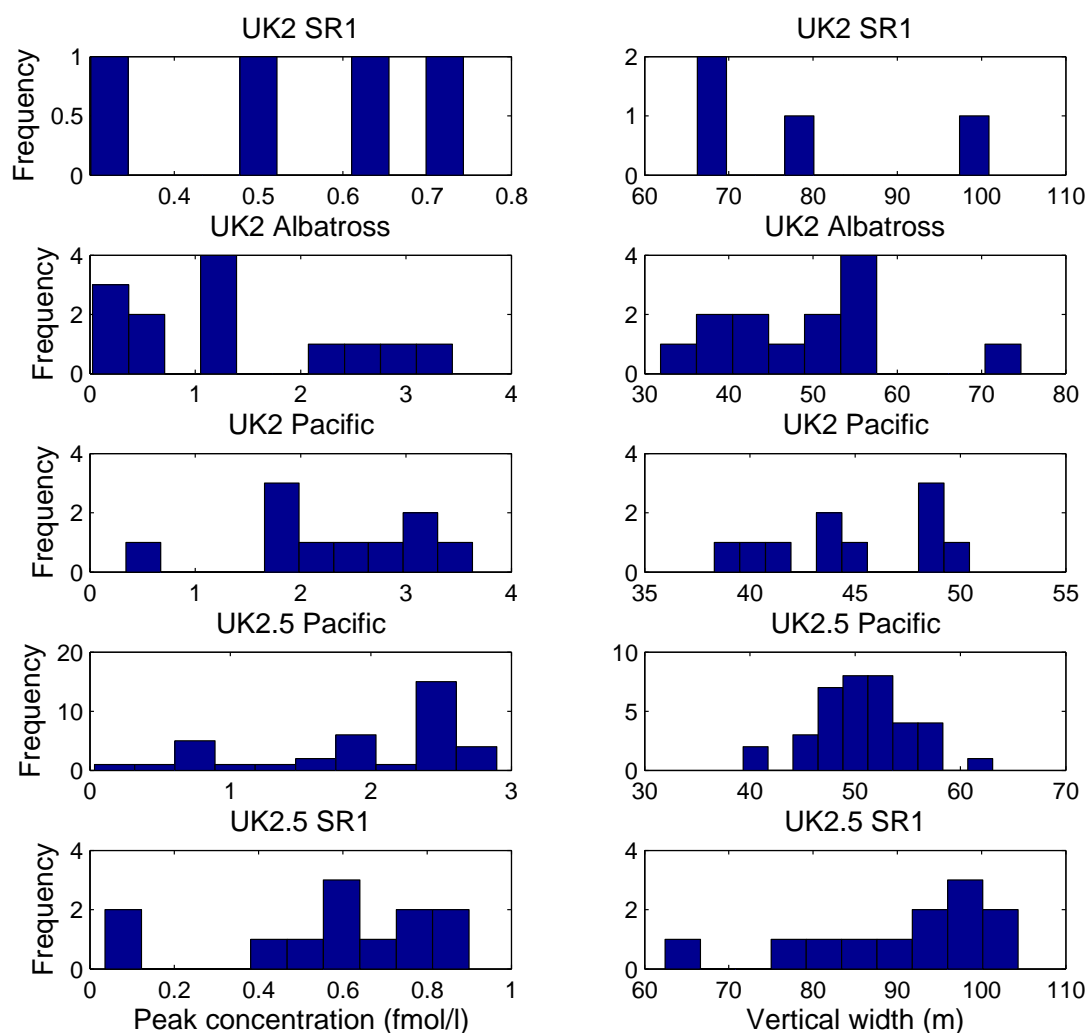 UK2 SR1
UK2 SR1
Frequency
1
0.5
0
0.4 0.5 0.6 0.7 0.8
2
1
0
60 70 80 90 100 110
UK2 Albatross
UK2 Albatross
Frequency
4
2
0
0 1 2 3 4
4
2
0
30 40 50 60 70 80
UK2 Pacific
UK2 Pacific
Frequency
4
2
0
0 1 2 3 4
4
2
0
35 40 45 50 55
UK2.5 Pacific
UK2.5 Pacific
Frequency
20
10
0
0 1 2 3
10
5
0
30 40 50 60 70
UK2.5 SR1
UK2.5 SR1
Frequency
4
2
0
0 0.2 0.4 0.6 0.8 1
Peak concentration (fmol/l)
4
2
0
60 70 80 90 100 110
Vertical width (m)